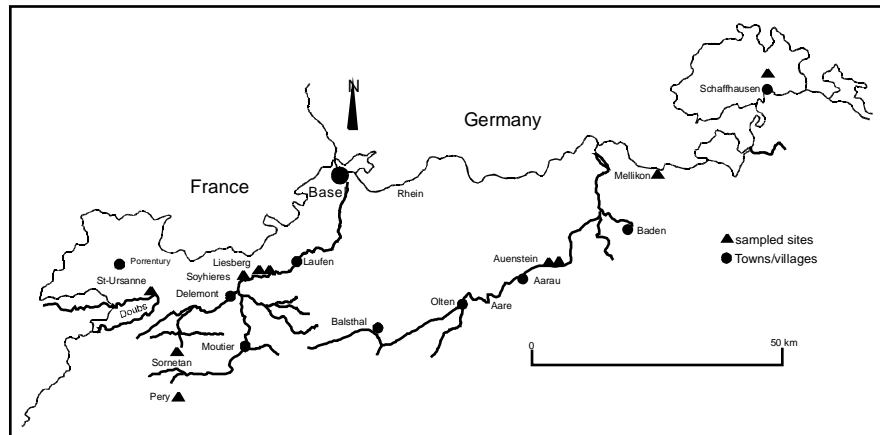 N
Schaffhausen
Germany
France
Mellikon
Base
Rhein
Baden
sampled sites
Towns/villages
Porrentury
Liesberg
Laufen
Auenstein
St-Ursanne
Soyhieres
Aarau
Doubs
Delemont
Olten
Aare
Balsthal
Moutier
0
50 km
Sornetan
Pery